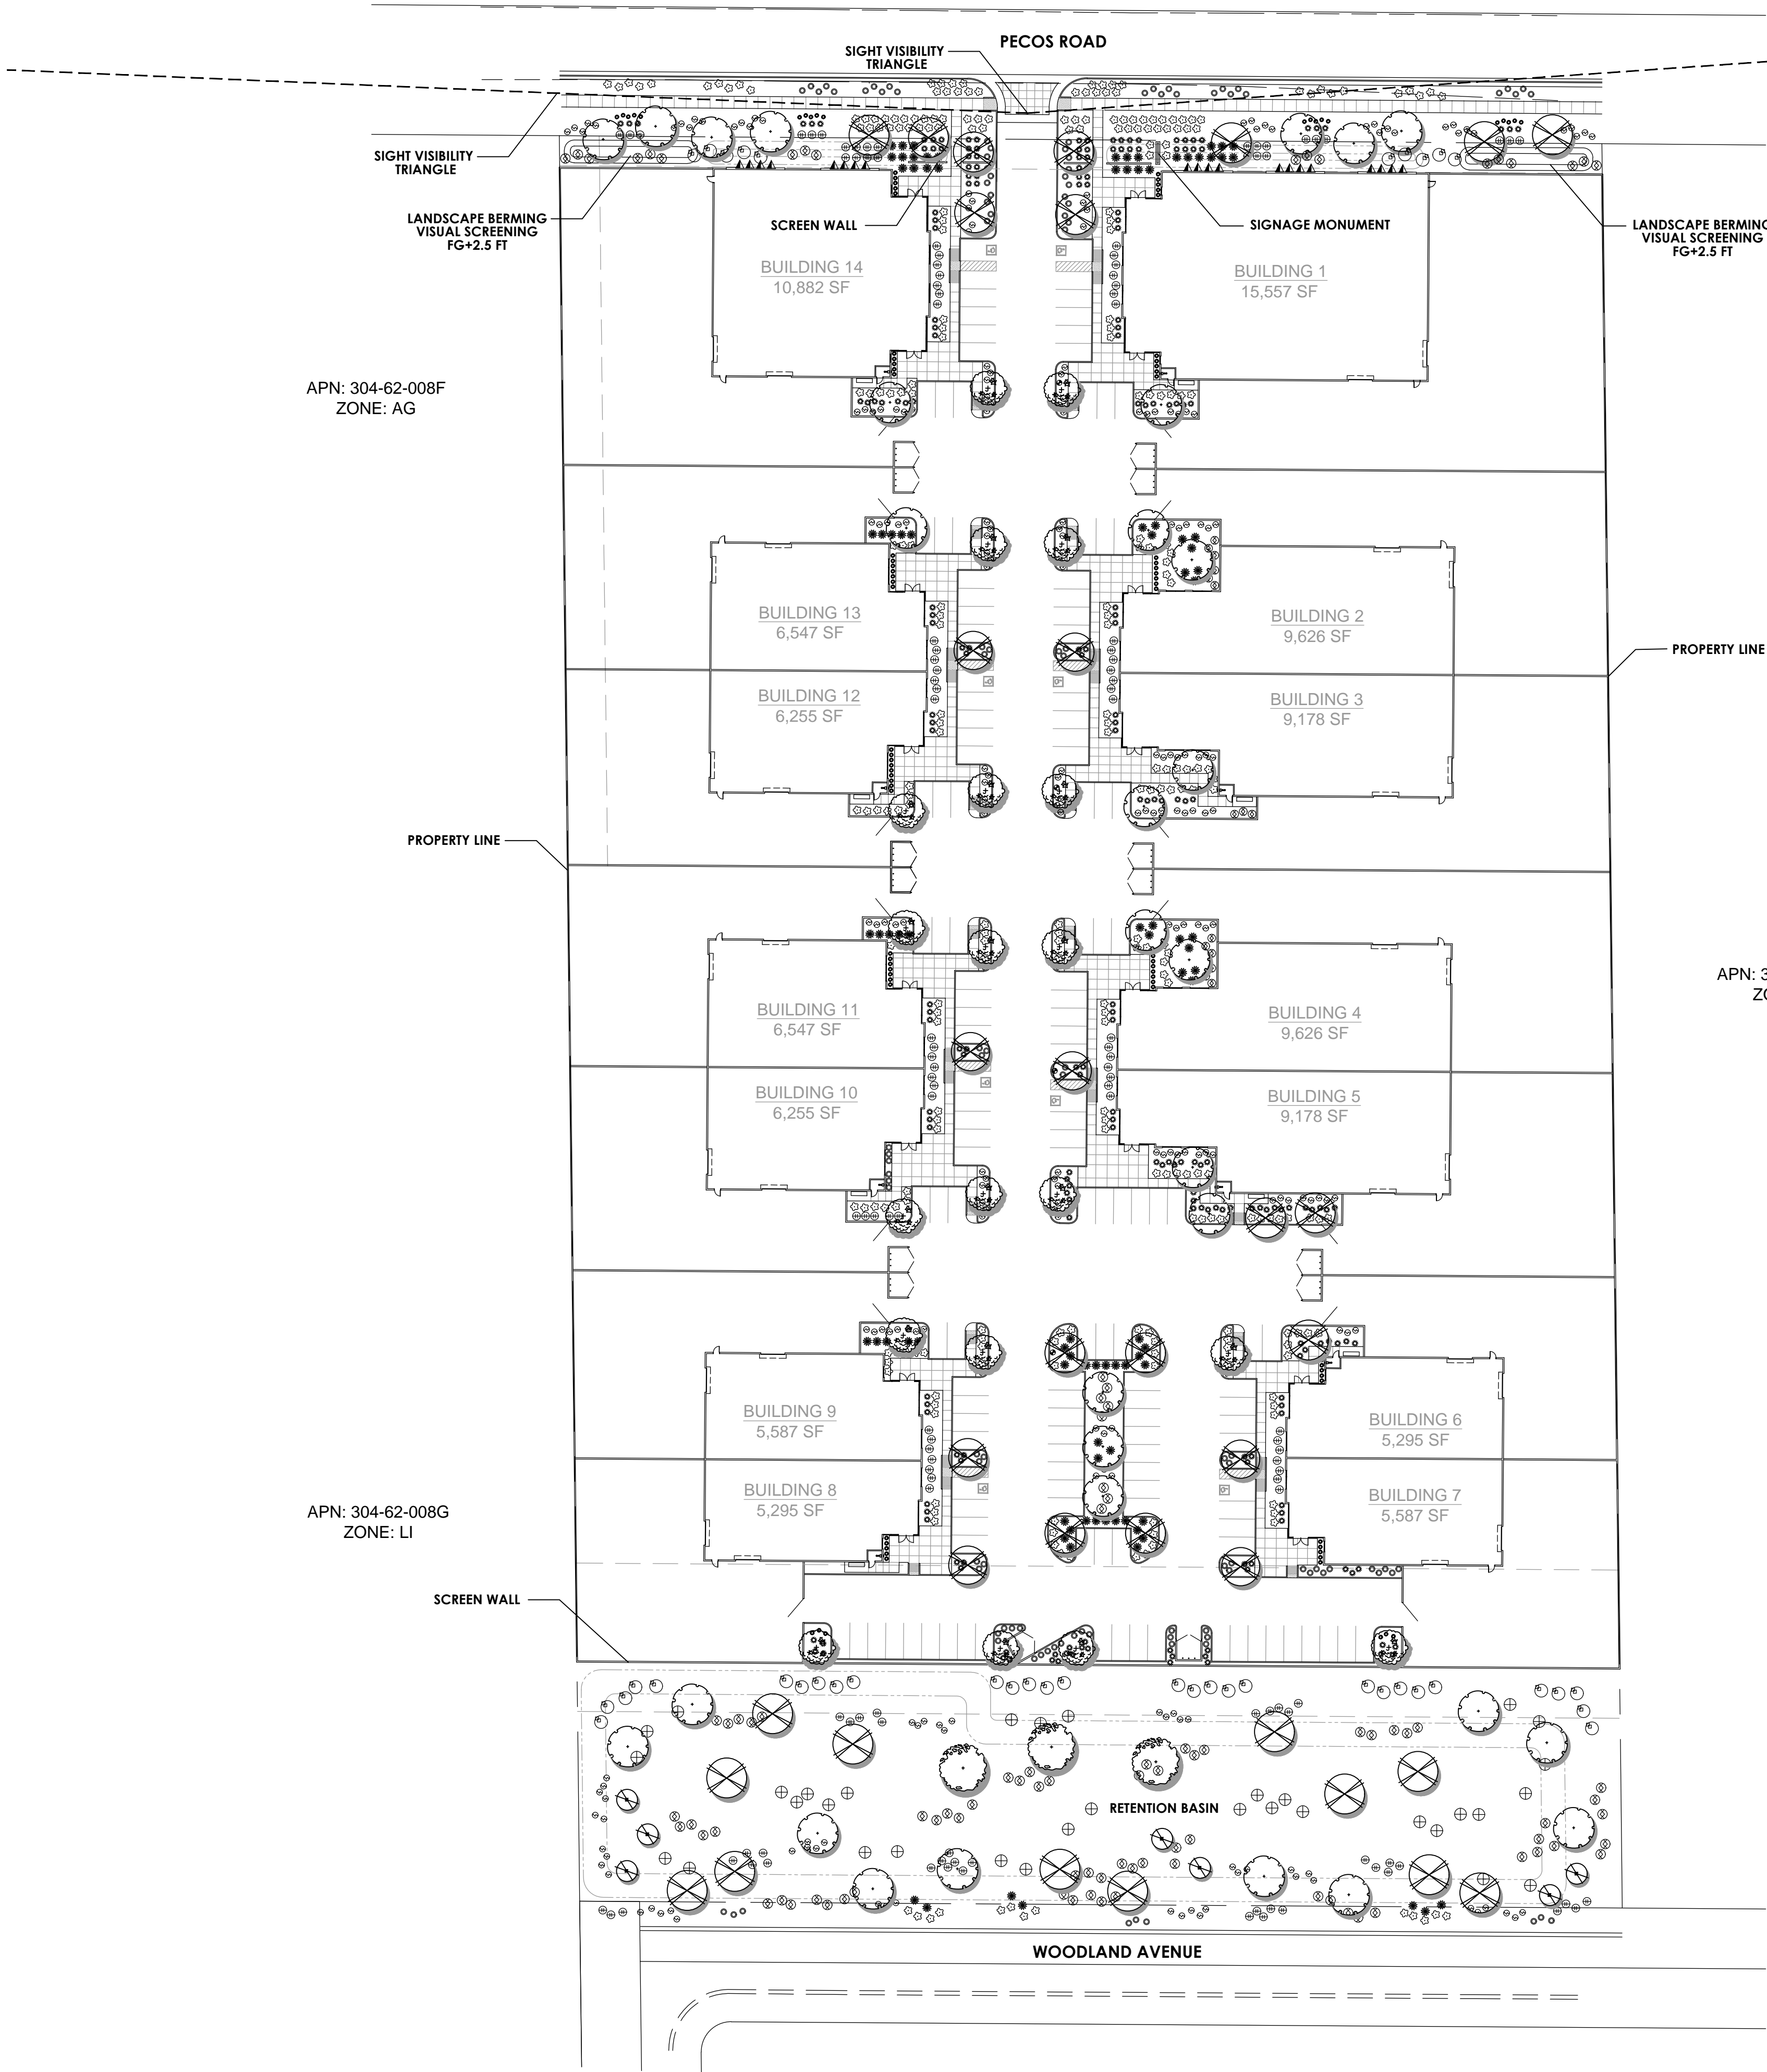 PECOS ROAD
SIGHT VISIBILITY
TRIANGLE
SIGHT VISIBILITY
TRIANGLE
LANDSCAPE BERMING
VISUAL SCREENING
FG+2.5 FT
SCREEN WALL
SIGNAGE MONUMENT
LANDSCAPE BERMING
VISUAL SCREENING
FG+2.5 FT
BUILDING 14
10,882 SF
BUILDING 1
15,557 SF
APN: 304-62-008F
ZONE: AG
BUILDING 13
6,547 SF
BUILDING 2
9,626 SF
PROPERTY LINE
BUILDING 12
6,255 SF
BUILDING 3
9,178 SF
PROPERTY LINE
APN: 3
ZO
BUILDING 11
6,547 SF
BUILDING 4
9,626 SF
BUILDING 10
6,255 SF
BUILDING 5
9,178 SF
BUILDING 9
5,587 SF
BUILDING 6
5,295 SF
BUILDING 8
5,295 SF
BUILDING 7
5,587 SF
APN: 304-62-008G
ZONE: LI
SCREEN WALL
RETENTION BASIN
WOODLAND AVENUE